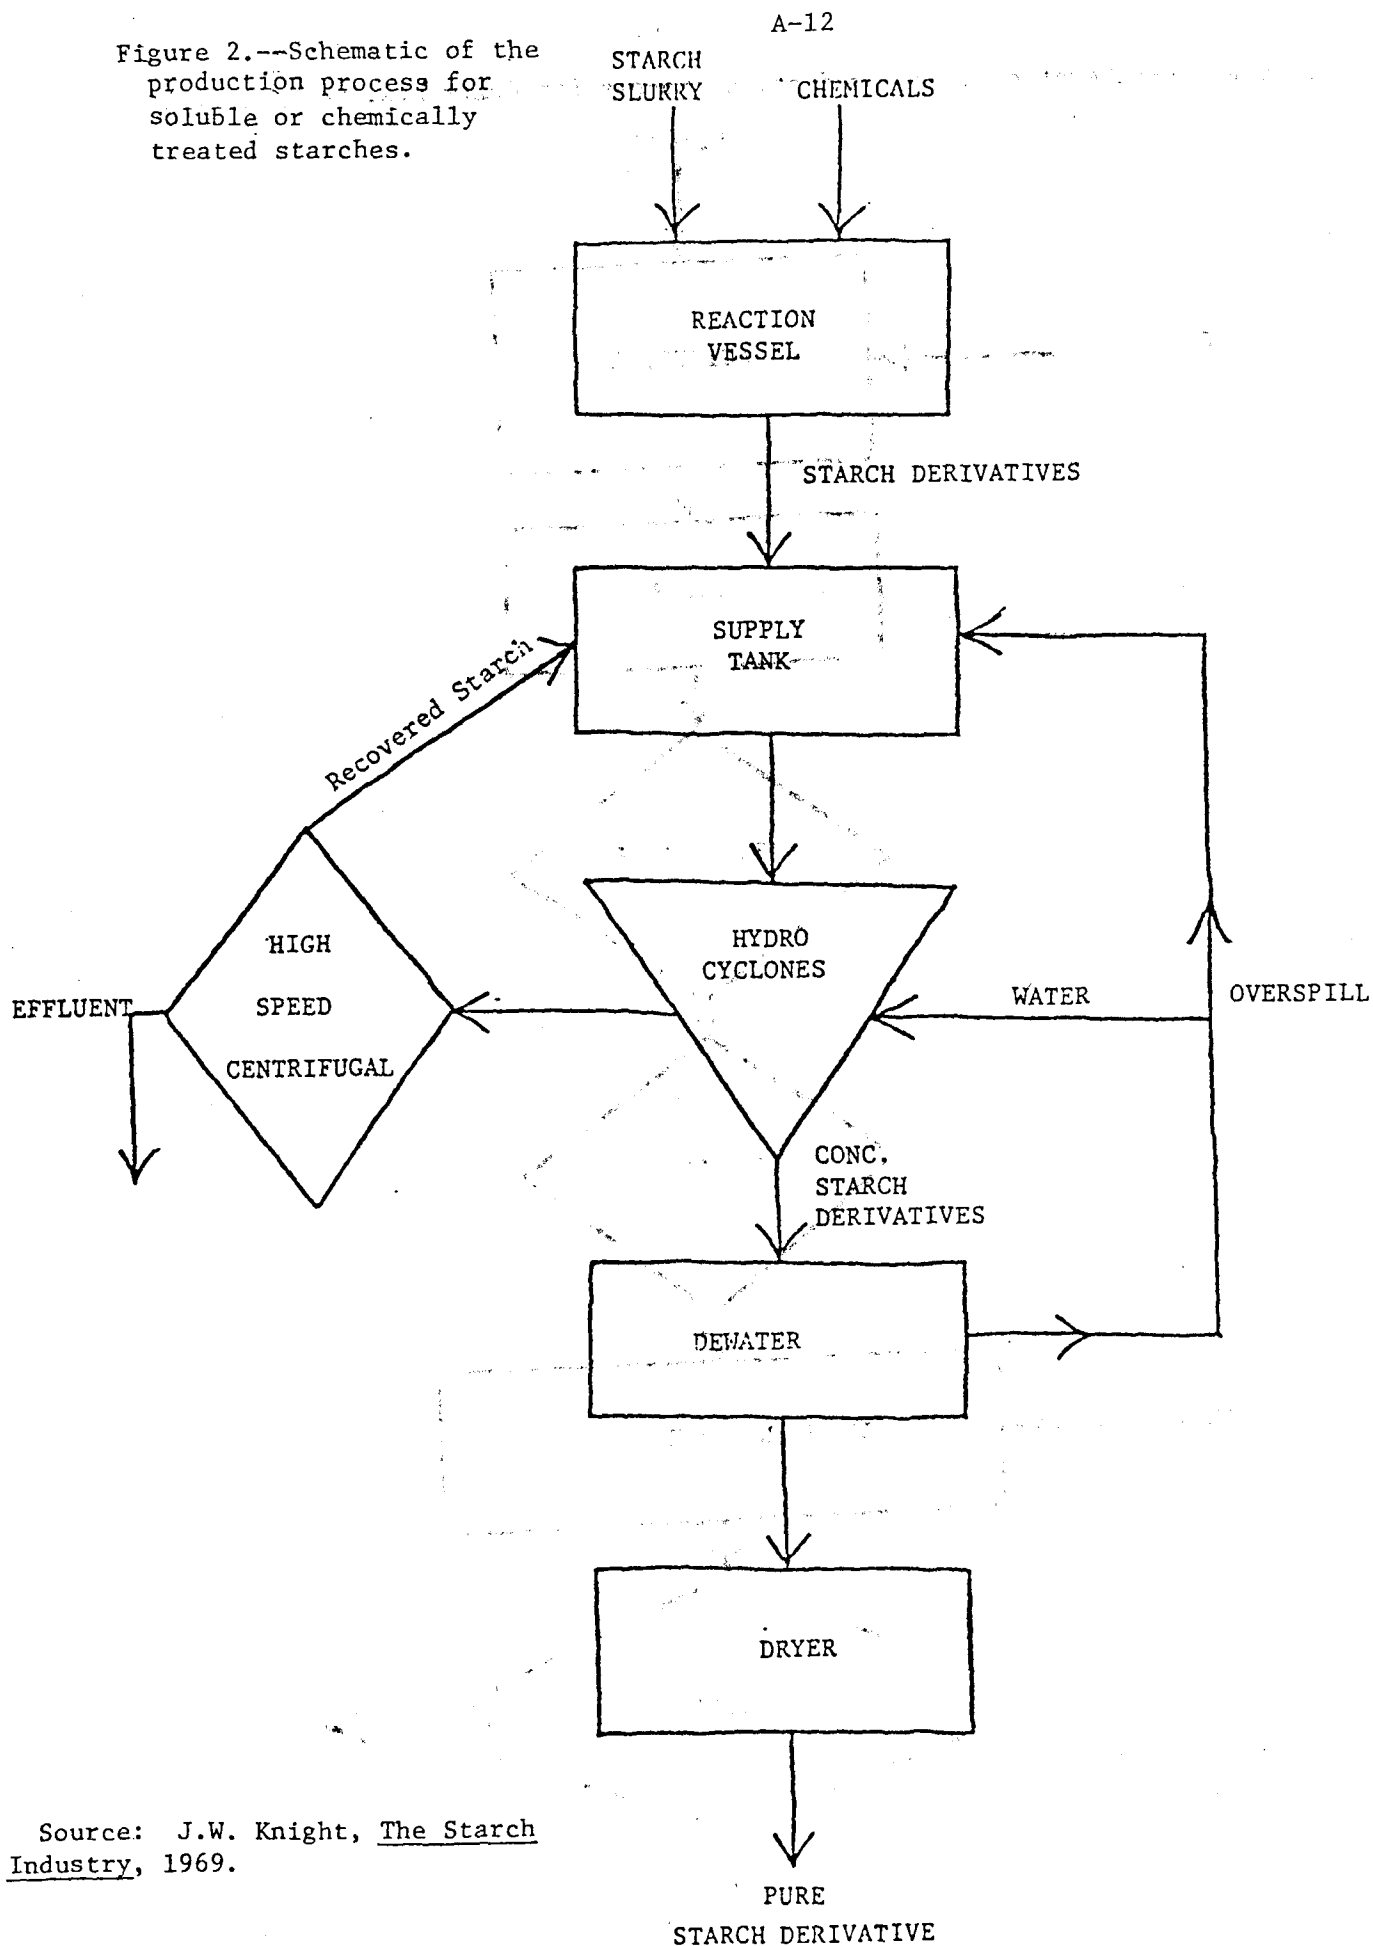 A-12
Figure 2.--Schematic of the
production process for
soluble or chemically
treated starches.
STARCH
SLURRY
CHEMICALS
REACTION
VESSEL
STARCH DERIVATIVES
SUPPLY
TANK
Recovered Starch
HYDRO
CYCLONES
HIGH
SPEED
CENTRIFUGAL
EFFLUENT
WATER
OVERSPILL
CONC.
STARCH
DERIVATIVES
DEWATER
DRYER
Source: J.W. Knight, The Starch
Industry, 1969.
PURE
STARCH DERIVATIVE